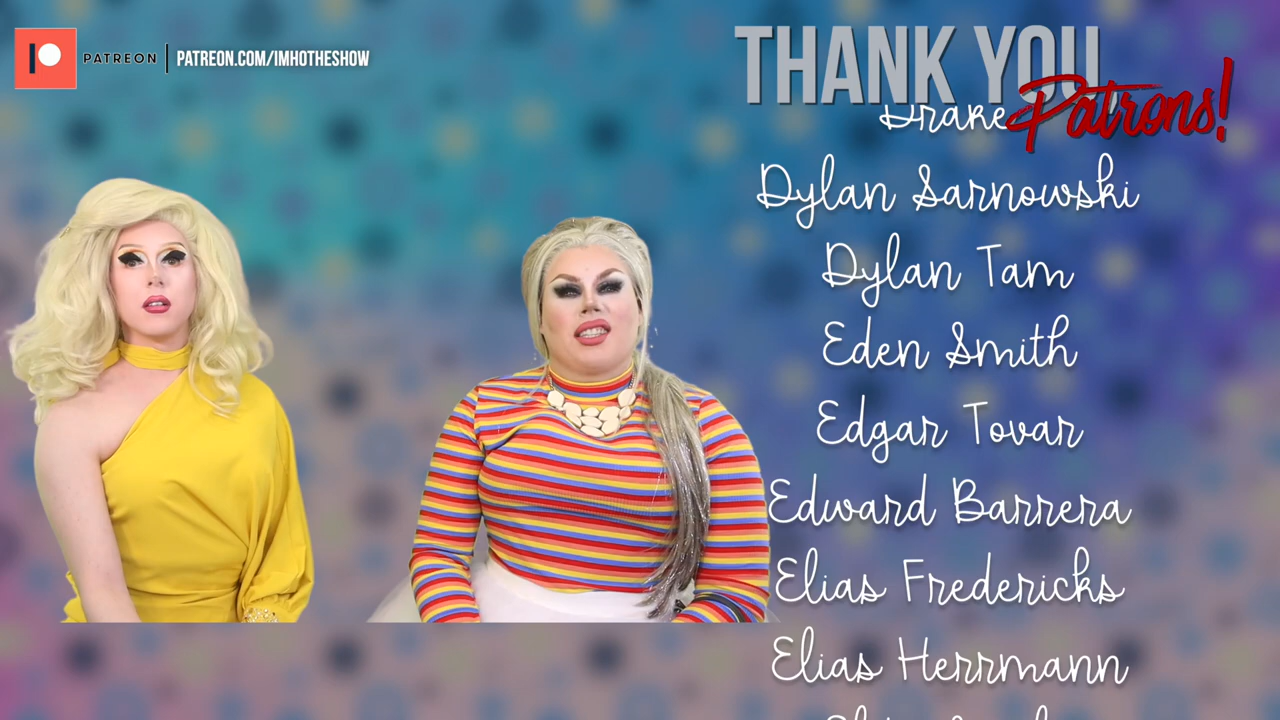 PATREON | PATREON.COM/IMHOTHESHOW
THANK YOU,
Patrons!
Drake
Dylan Sarnowski
Dylan Tam
Eden Smith
Edgar Tovar
Edward Barrera
Elias Fredericks
Elias Herrmann